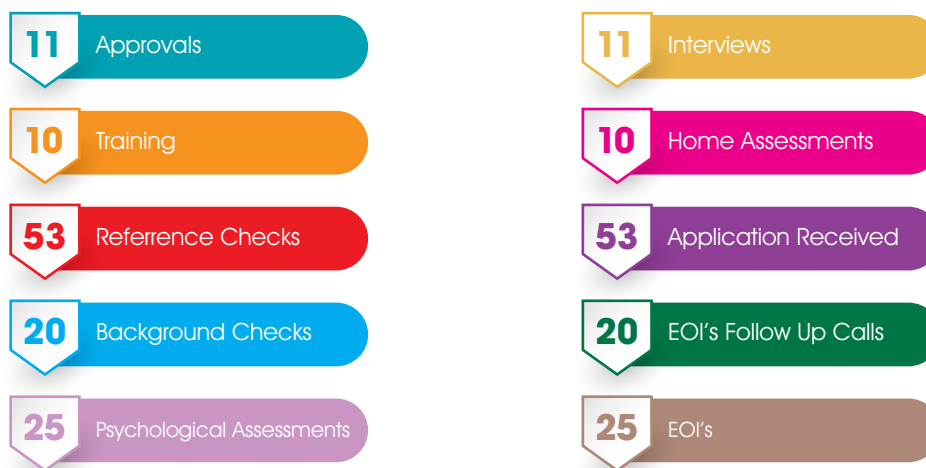 11 Approvals
10 Training
53 Referrence Checks
20 Background Checks
25 Psychological Assessments
11 Interviews
10 Home Assessments
53 Application Received
20 EOI's Follow Up Calls
25 EOI's